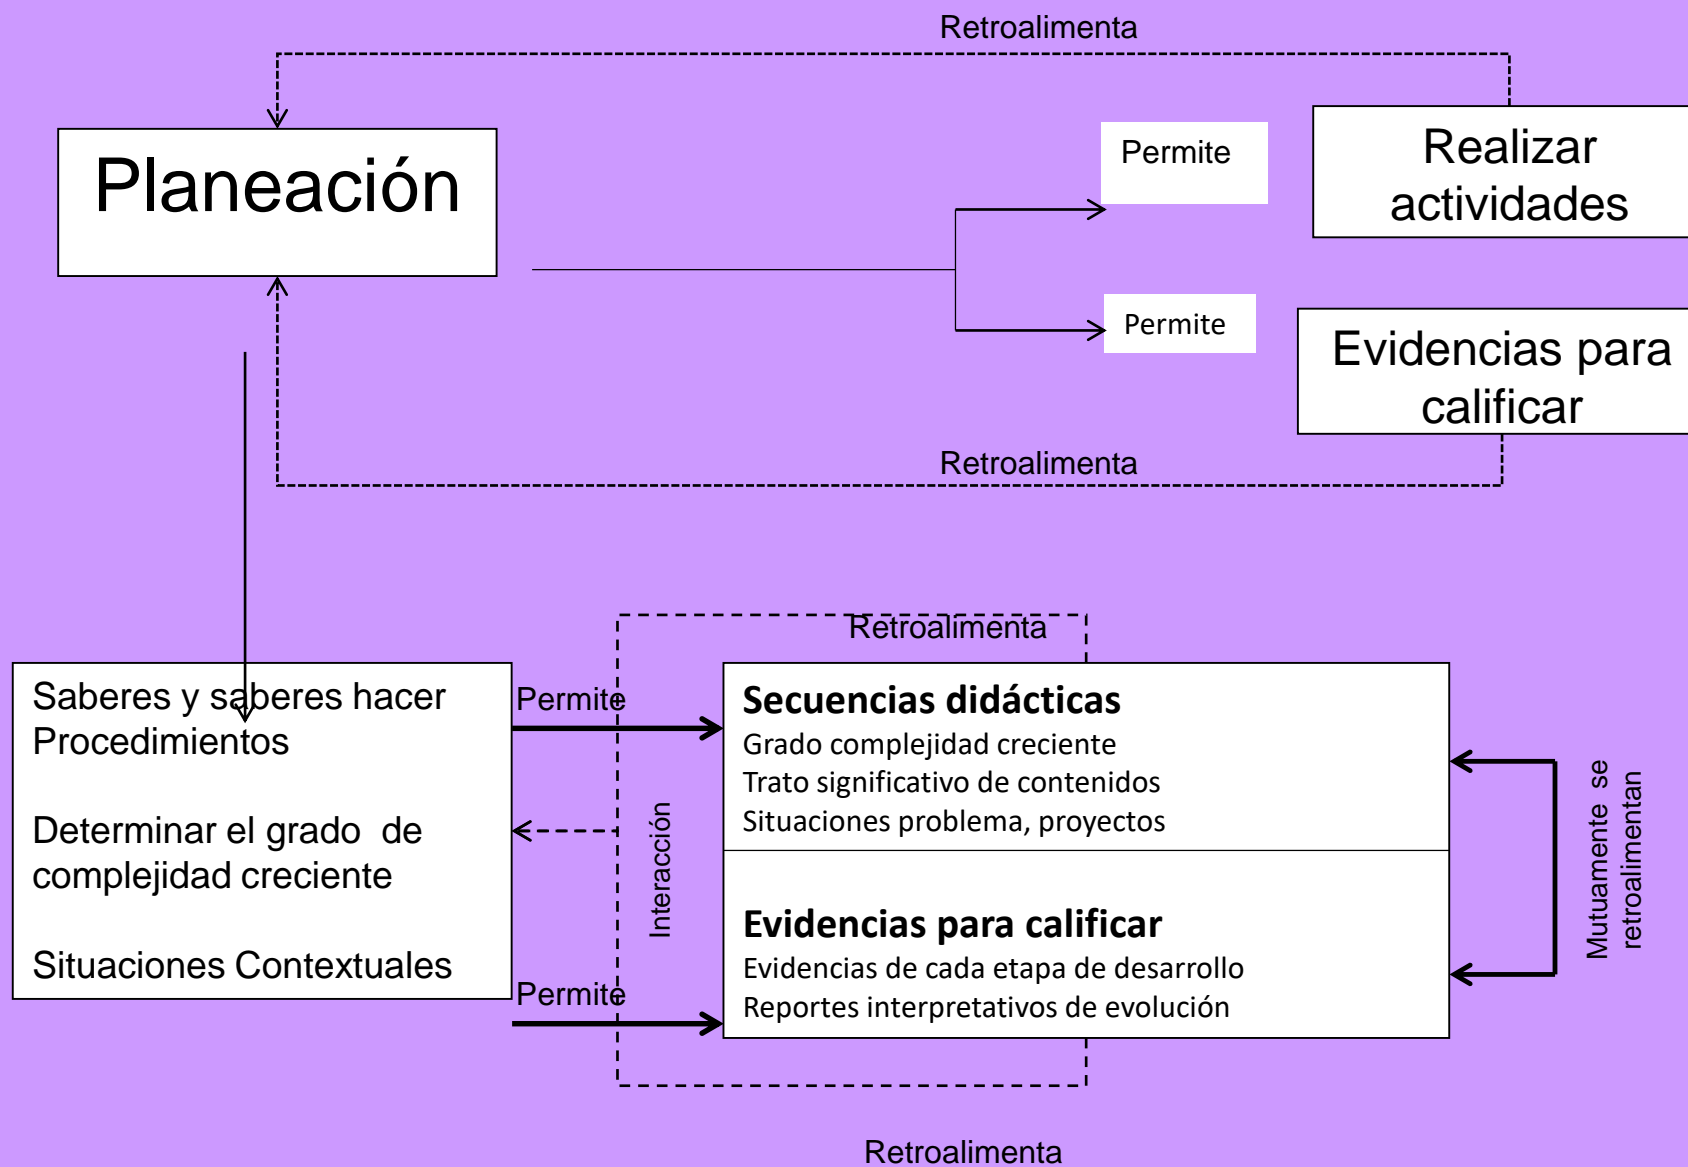 Retroalimenta
Planeación
Permite
Realizar
actividades
Permite
Evidencias para
calificar
Retroalimenta
Retroalimenta
Saberes y saberes hacer
Procedimientos
Determinar el grado  de
complejidad creciente
Situaciones Contextuales
Permite
Permite
Interacción
Secuencias didácticas
Grado complejidad creciente
Trato significativo de contenidos
Situaciones problema, proyectos
Evidencias para calificar
Evidencias de cada etapa de desarrollo
Reportes interpretativos de evolución
Mutuamente  se
retroalimentan
Retroalimenta